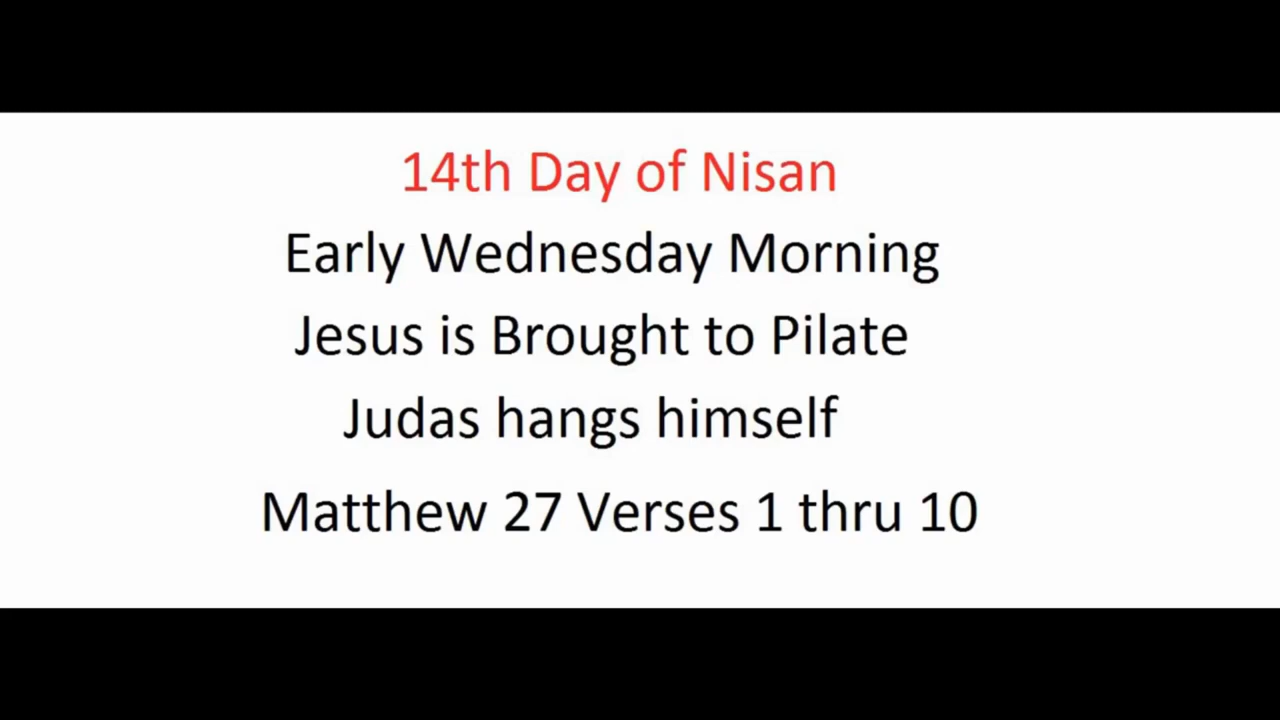 14th Day of Nisan
Early Wednesday Morning
Jesus is Brought to Pilate
Judas hangs himself
Matthew 27 Verses 1 thru 10